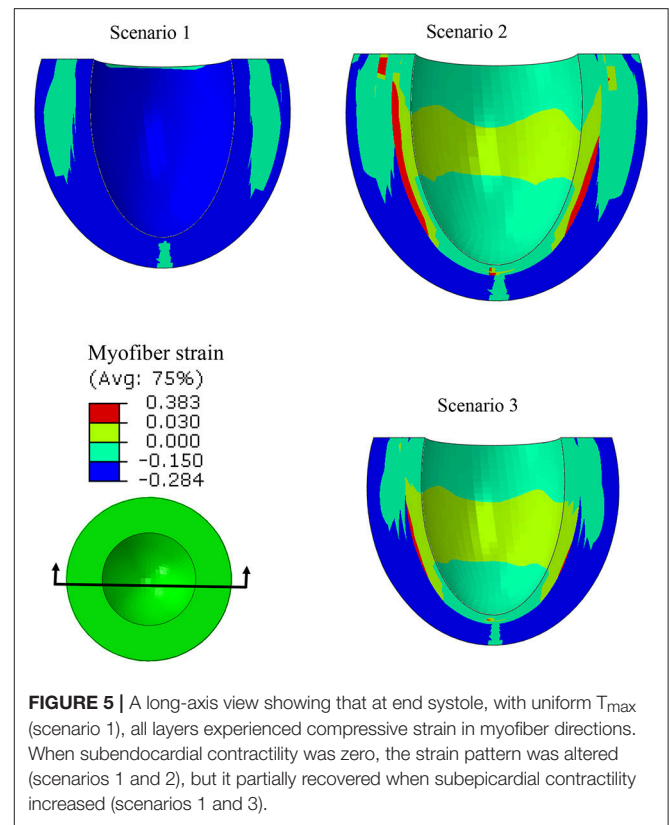 Scenario 1
Scenario 2
Myofiber strain
(Avg: 75%)
0.383
0.030
0.000
-0.150
-0.284
Scenario 3
FIGURE 5 | A long-axis view showing that at end systole, with uniform Tmax
(scenario 1), all layers experienced compressive strain in myofiber directions.
When subendocardial contractility was zero, the strain pattern was altered
(scenarios 1 and 2), but it partially recovered when subepicardial contractility
increased (scenarios 1 and 3).